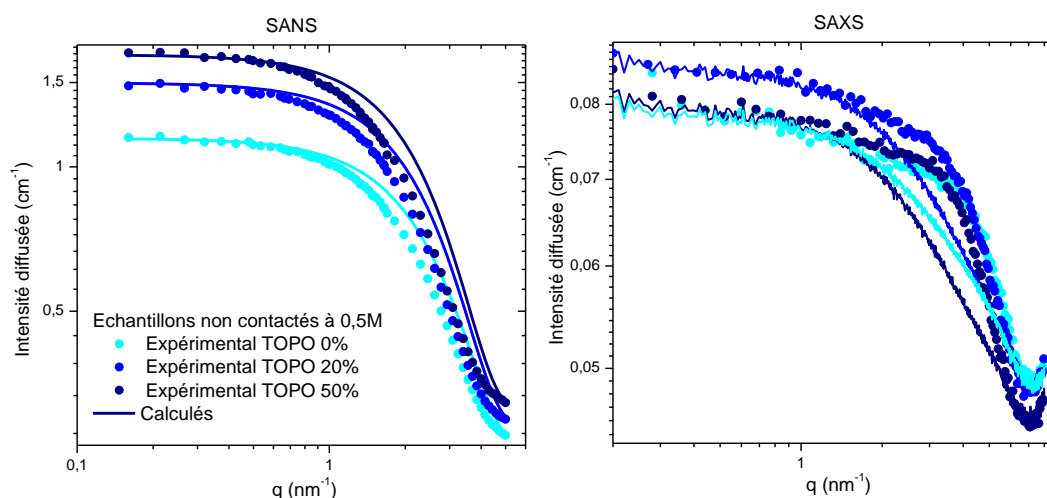 SANS
1,5
1
0,5
0,1
1
Intensité diffusée (cm-1)
q (nm-1)
Echantillons non contactés à 0,5M
Expérimental TOPO 0%
Expérimental TOPO 20%
Expérimental TOPO 50%
Calculés
SAXS
0,08
0,07
0,06
0,05
1
Intensité diffusée (cm-1)
q (nm-1)